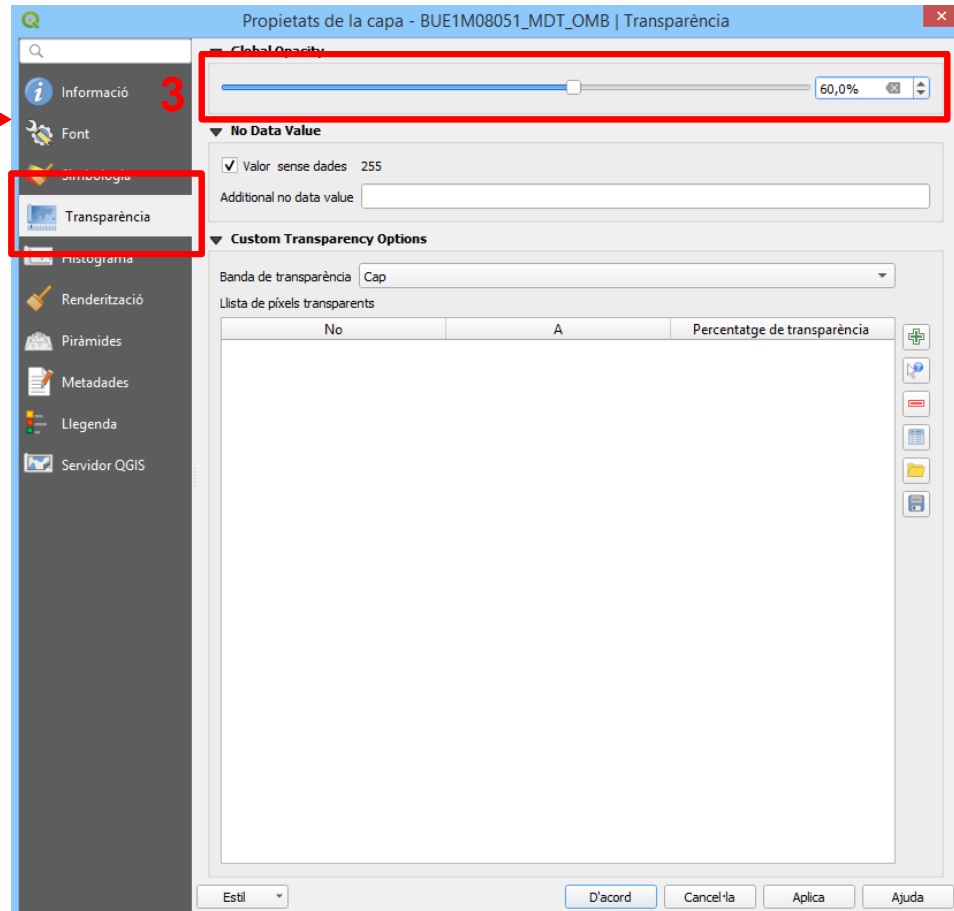 Propietats de la capa - BUE1M08051_MDT_OMB | Transparència
Global Opacity
Informació
3
60,0%
Font
No Data Value
Simbologia
Valor sense dades 255
Additional no data value
Transparència
Custom Transparency Options
Histograma
Banda de transparència Cap
Renderització
Llista de píxels transparents
No A Percentatge de transparència
Piràmides
Metadades
Llegenda
Servidor QGIS
Estil D'acord Cancel·la Aplica Ajuda